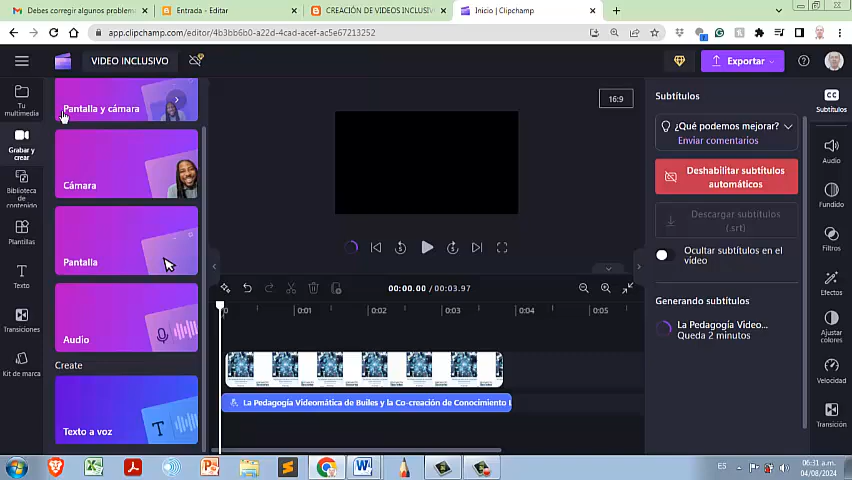 Debes corregir algunos problem
Entrada - Editar
CREACIÓN DE VIDEOS INCLUSIV
Inicio | Clipchamp
app.clipchamp.com/editor/4b3bb6b0-a22d-4cad-acef-ac5e67213252
VIDEO INCLUSIVO
Exportar
Tu multimedia
Grabar y crear
Biblioteca de contenido
Plantillas
Texto
Transiciones
Kit de marca
Pantalla y cámara
Cámara
Pantalla
Audio
Create
Texto a voz
T
16:9
00:00.00 / 00:03.97
0
0:01
0:02
0:03
0:04
0:05
La Pedagogía Videomática de Builes y la Co-creación de Conocimiento I
Subtítulos
¿Qué podemos mejorar?
Enviar comentarios
Deshabilitar subtítulos
automáticos
Descargar subtítulos
(.srt)
Ocultar subtítulos en el
vídeo
Generando subtítulos
La Pedagogía Video...
Queda 2 minutos
Subtítulos
Audio
Fundido
Filtros
Efectos
Ajustar colores
Velocidad
Transición
ES
06:31 a.m.
04/08/2024